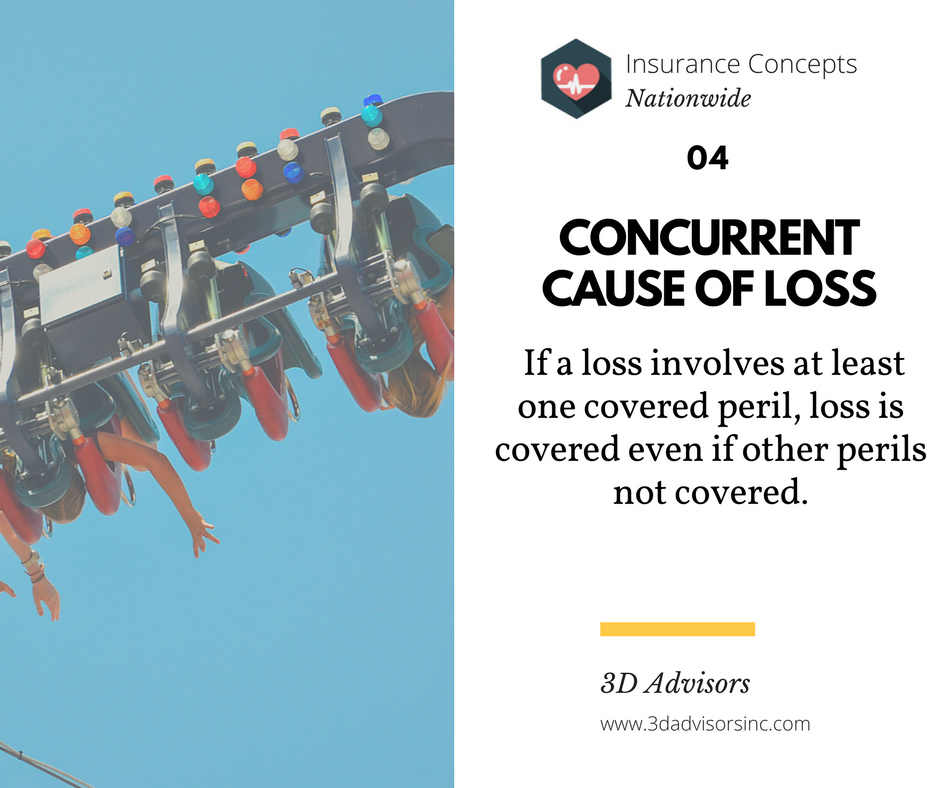 Insurance Concepts
Nationwide
04
CONCURRENT
CAUSE OF LOSS
If a loss involves at least
one covered peril, loss is
covered even if other perils
not covered.
3D Advisors
www.3dadvisorsinc.com